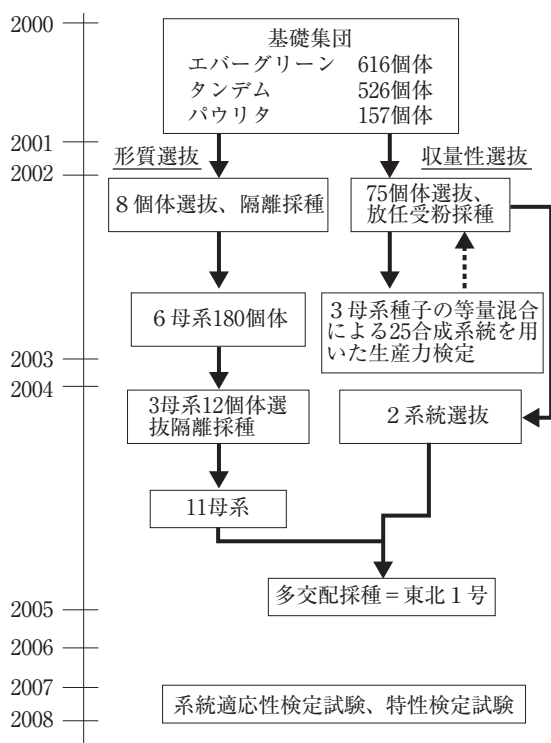 2000
2001
2002
2003
2004
2005
2006
2007
2008
基礎集団
エバーグリーン 616個体
タンデム 526個体
パウリタ 157個体
形質選抜
収量性選抜
8個体選抜、隔離採種
75個体選抜、
放任受粉採種
6母系180個体
3母系種子の等量混合
による25合成系統を用
いた生産力検定
3母系12個体選
抜隔離採種
2系統選抜
11母系
多交配採種=東北1号
系統適応性検定試験、特性検定試験